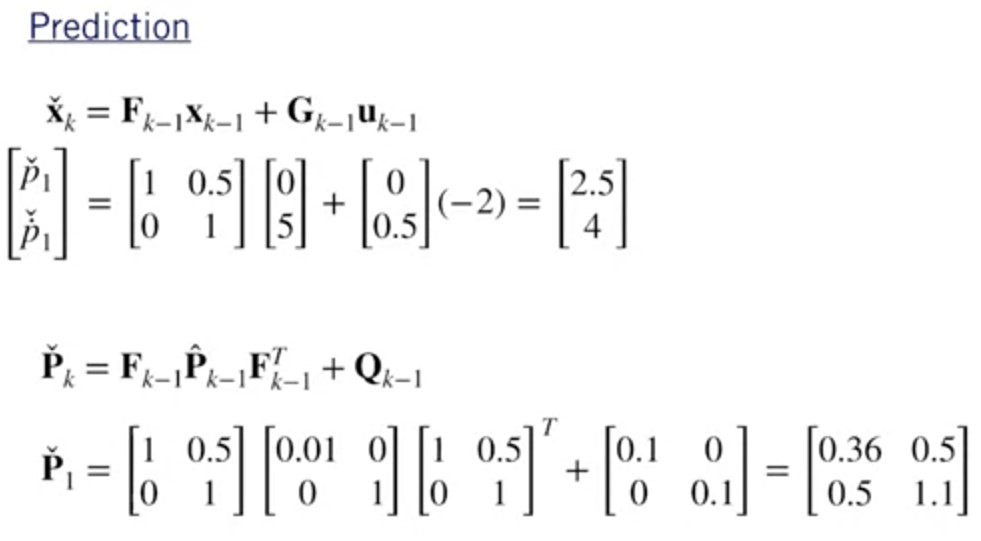 Prediction
x̌ₖ = Fₖ₋₁xₖ₋₁ + Gₖ₋₁uₖ₋₁
[p̌₁; ṗ̌₁] = [1 0.5; 0 1] [0; 5] + [0; 0.5] (−2) = [2.5; 4]
P̌ₖ = Fₖ₋₁P̂ₖ₋₁Fᵀₖ₋₁ + Qₖ₋₁
P̌₁ = [1 0.5; 0 1] [0.01 0; 0 1] [1 0.5; 0 1]ᵀ + [0.1 0; 0 0.1] = [0.36 0.5; 0.5 1.1]